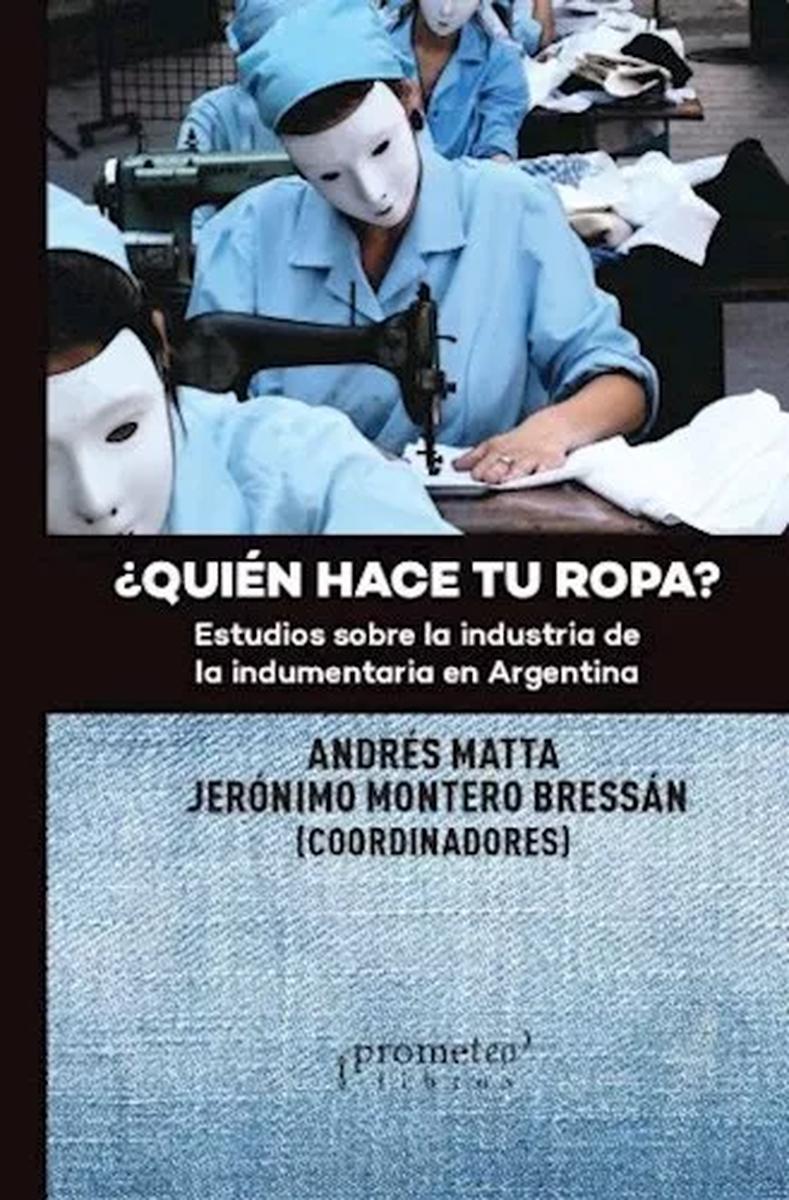 ¿QUIÉN HACE TU ROPA?
Estudios sobre la industria de
la indumentaria en Argentina
ANDRÉS MATTA
JERÓNIMO MONTERO BRESSÁN
(COORDINADORES)
prometeo
libros